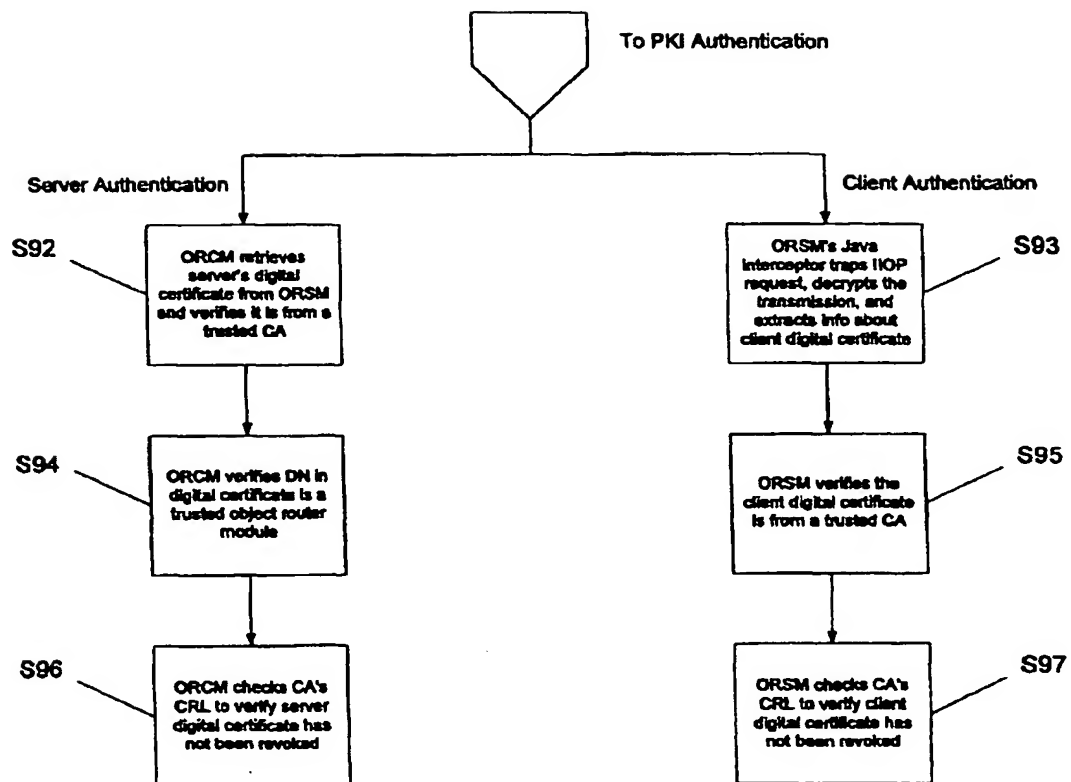 To PKI Authentication
Server Authentication
Client Authentication
S92
ORCM retrieves
server's digital
certificate from ORSM
and verifies it is from a
trusted CA
ORSM's Java
interceptor traps IIOP
request, decrypts the
transmission, and
extracts info about
client digital certificate
S93
S94
ORCM verifies DN in
digital certificate is a
trusted object router
module
ORSM verifies the
client digital certificate
is from a trusted CA
S95
S96
ORCM checks CA's
CRL to verify server
digital certificate has
not been revoked
ORSM checks CA's
CRL to verify client
digital certificate has
not been revoked
S97